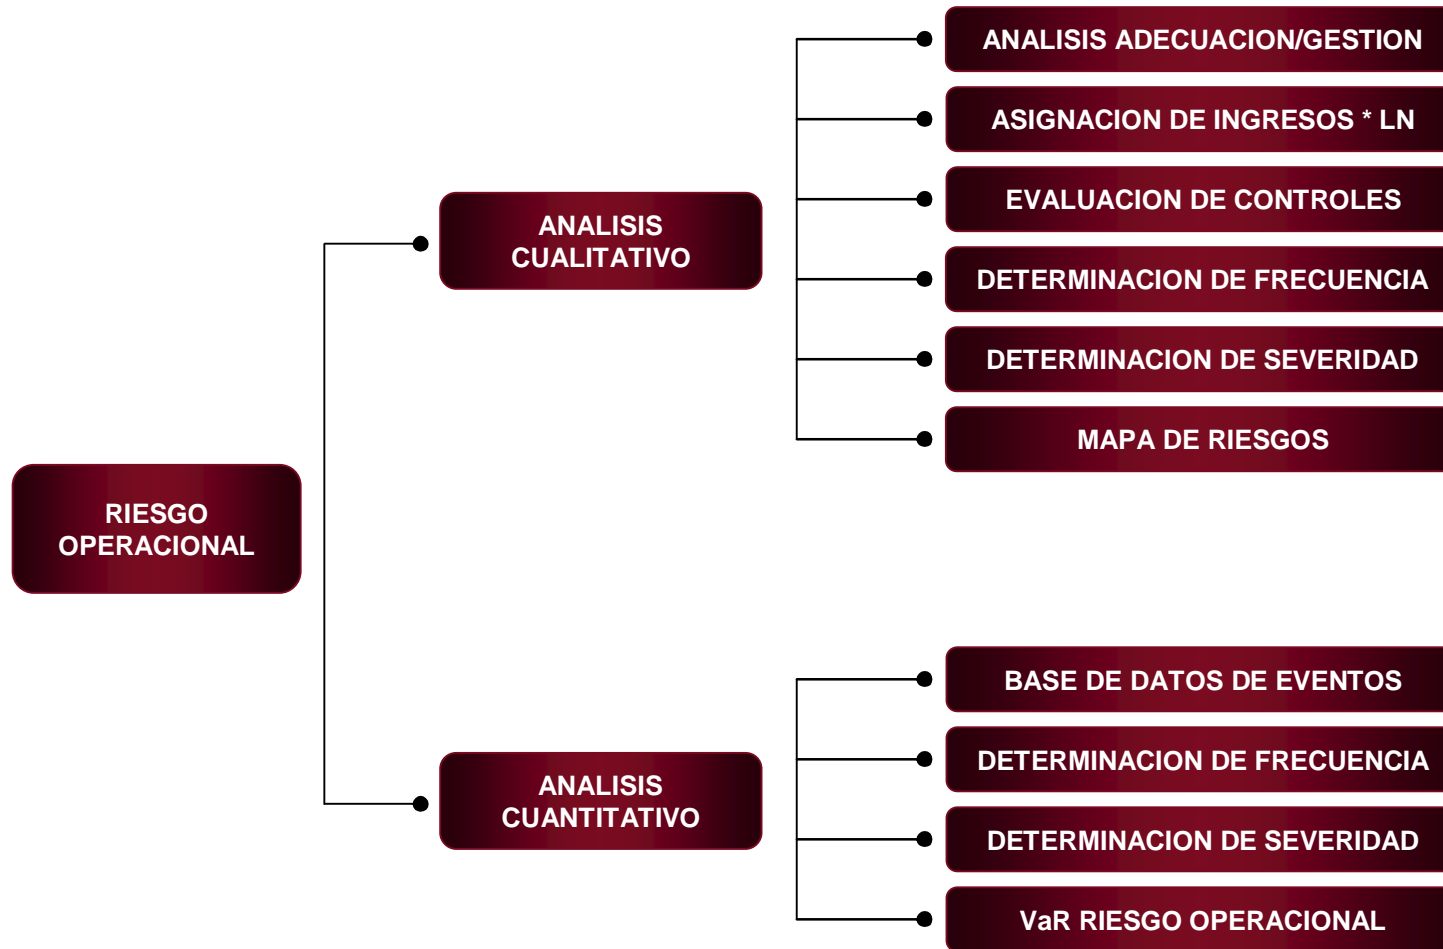 RIESGO
OPERACIONAL
ANALISIS
CUALITATIVO
ANALISIS ADECUACION/GESTION
ASIGNACION DE INGRESOS * LN
EVALUACION DE CONTROLES
DETERMINACION DE FRECUENCIA
DETERMINACION DE SEVERIDAD
MAPA DE RIESGOS
ANALISIS
CUANTITATIVO
BASE DE DATOS DE EVENTOS
DETERMINACION DE FRECUENCIA
DETERMINACION DE SEVERIDAD
VaR RIESGO OPERACIONAL